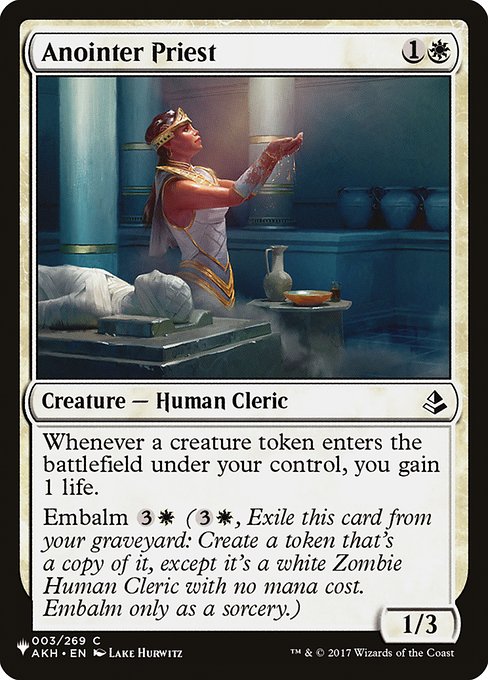 Anointer Priest 1
Creature — Human Cleric
Whenever a creature token enters the
battlefield under your control, you gain
1 life.
Embalm 3 (3, Exile this card from
your graveyard: Create a token that's
a copy of it, except it's a white Zombie
Human Cleric with no mana cost.
Embalm only as a sorcery.)
1/3
003/269 C
AKH • EN Lake Hurwitz
™ & © 2017 Wizards of the Coast